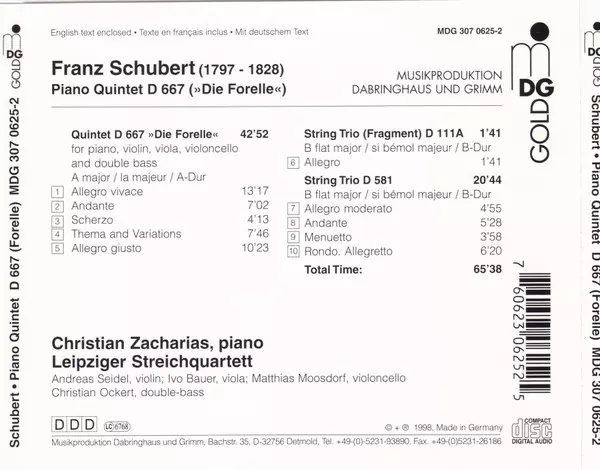 English text enclosed • Texte en français inclus • Mit deutschem Text
MDG 307 0625-2
Franz Schubert (1797 - 1828)
Piano Quintet D 667 (»Die Forelle«)
MUSIKPRODUKTION
DABRINGHAUS UND GRIMM
DG
GOLD
Quintet D 667 »Die Forelle« 42'52
for piano, violin, viola, violoncello
and double bass
A major / la majeur / A-Dur
1 Allegro vivace 13'17
2 Andante 7'02
3 Scherzo 4'13
4 Thema and Variations 7'46
5 Allegro giusto 10'23
String Trio (Fragment) D 111A 1'41
B flat major / si bémol majeur / B-Dur
6 Allegro 1'41
String Trio D 581 20'44
B flat major / si bémol majeur / B-Dur
7 Allegro moderato 4'55
8 Andante 5'28
9 Menuetto 3'58
10 Rondo. Allegretto 6'20
Total Time: 65'38
Christian Zacharias, piano
Leipziger Streichquartett
Andreas Seidel, violin; Ivo Bauer, viola; Matthias Moosdorf, violoncello
Christian Ockert, double-bass
7 60623 06252 5
DDD LC 6768
© + ℗ 1998, Made in Germany
COMPACT
disc
DIGITAL AUDIO
Musikproduktion Dabringhaus und Grimm, Bachstr. 35, D-32756 Detmold, Tel. +49-(0)-5231-93890, Fax +49-(0)-5231-26186
Schubert • Piano Quintet D 667 (Forelle) MDG 307 0625-2
DG
GOLD
Schubert • Piano Quintet D 667 (Forelle) MDG 307 0625-2
DG
GOLD